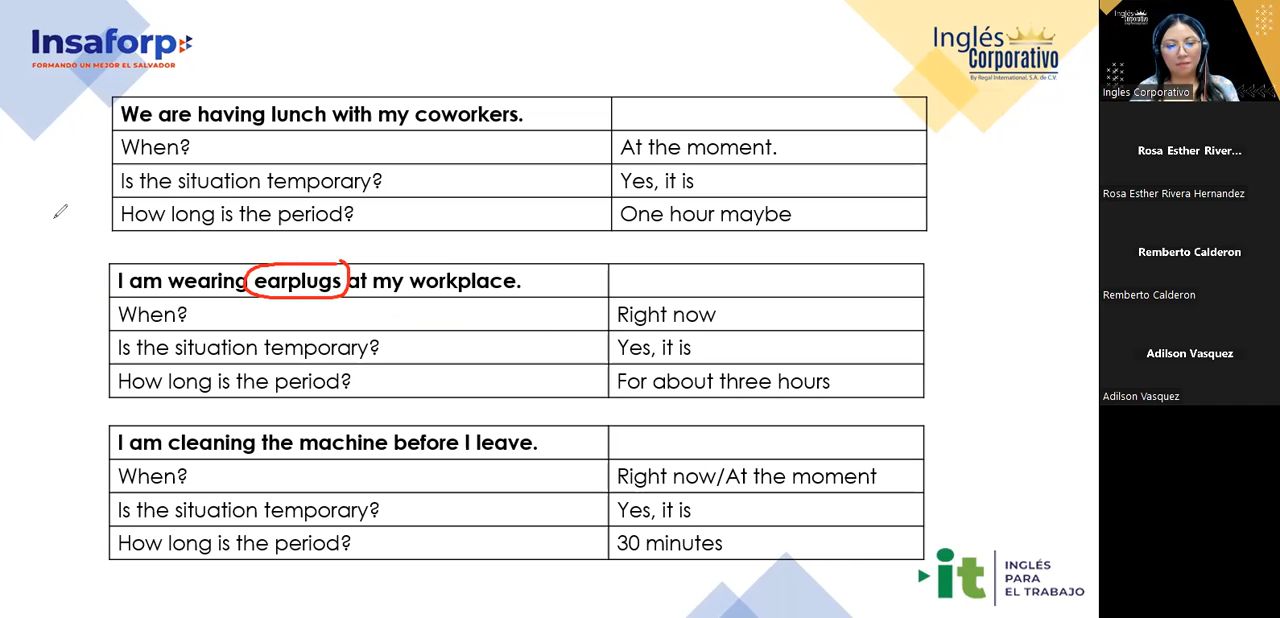 Insaforp
FORMANDO UN MEJOR EL SALVADOR
Inglés
Corporativo
By Regal International, S.A. de C.V.
We are having lunch with my coworkers.
When? At the moment.
Is the situation temporary? Yes, it is
How long is the period? One hour maybe
I am wearing earplugs at my workplace.
When? Right now
Is the situation temporary? Yes, it is
How long is the period? For about three hours
I am cleaning the machine before I leave.
When? Right now/At the moment
Is the situation temporary? Yes, it is
How long is the period? 30 minutes
it
INGLÉS
PARA
EL TRABAJO
Inglés
Corporativo
Ingles Corporativo
Rosa Esther River...
Rosa Esther Rivera Hernandez
Remberto Calderon
Remberto Calderon
Adilson Vasquez
Adilson Vasquez